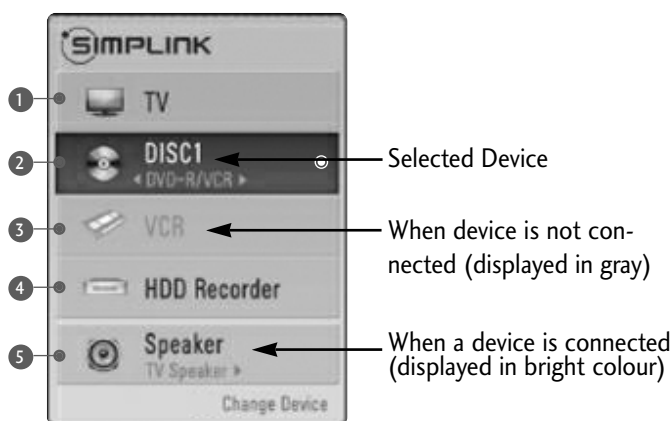 SIMPLINK
1 TV
2 DISC1
◀ DVD-R/VCR ▶
Selected Device
3 VCR
When device is not con-
nected (displayed in gray)
4 HDD Recorder
5 Speaker
TV Speaker ▶
When a device is connected
(displayed in bright colour)
Change Device